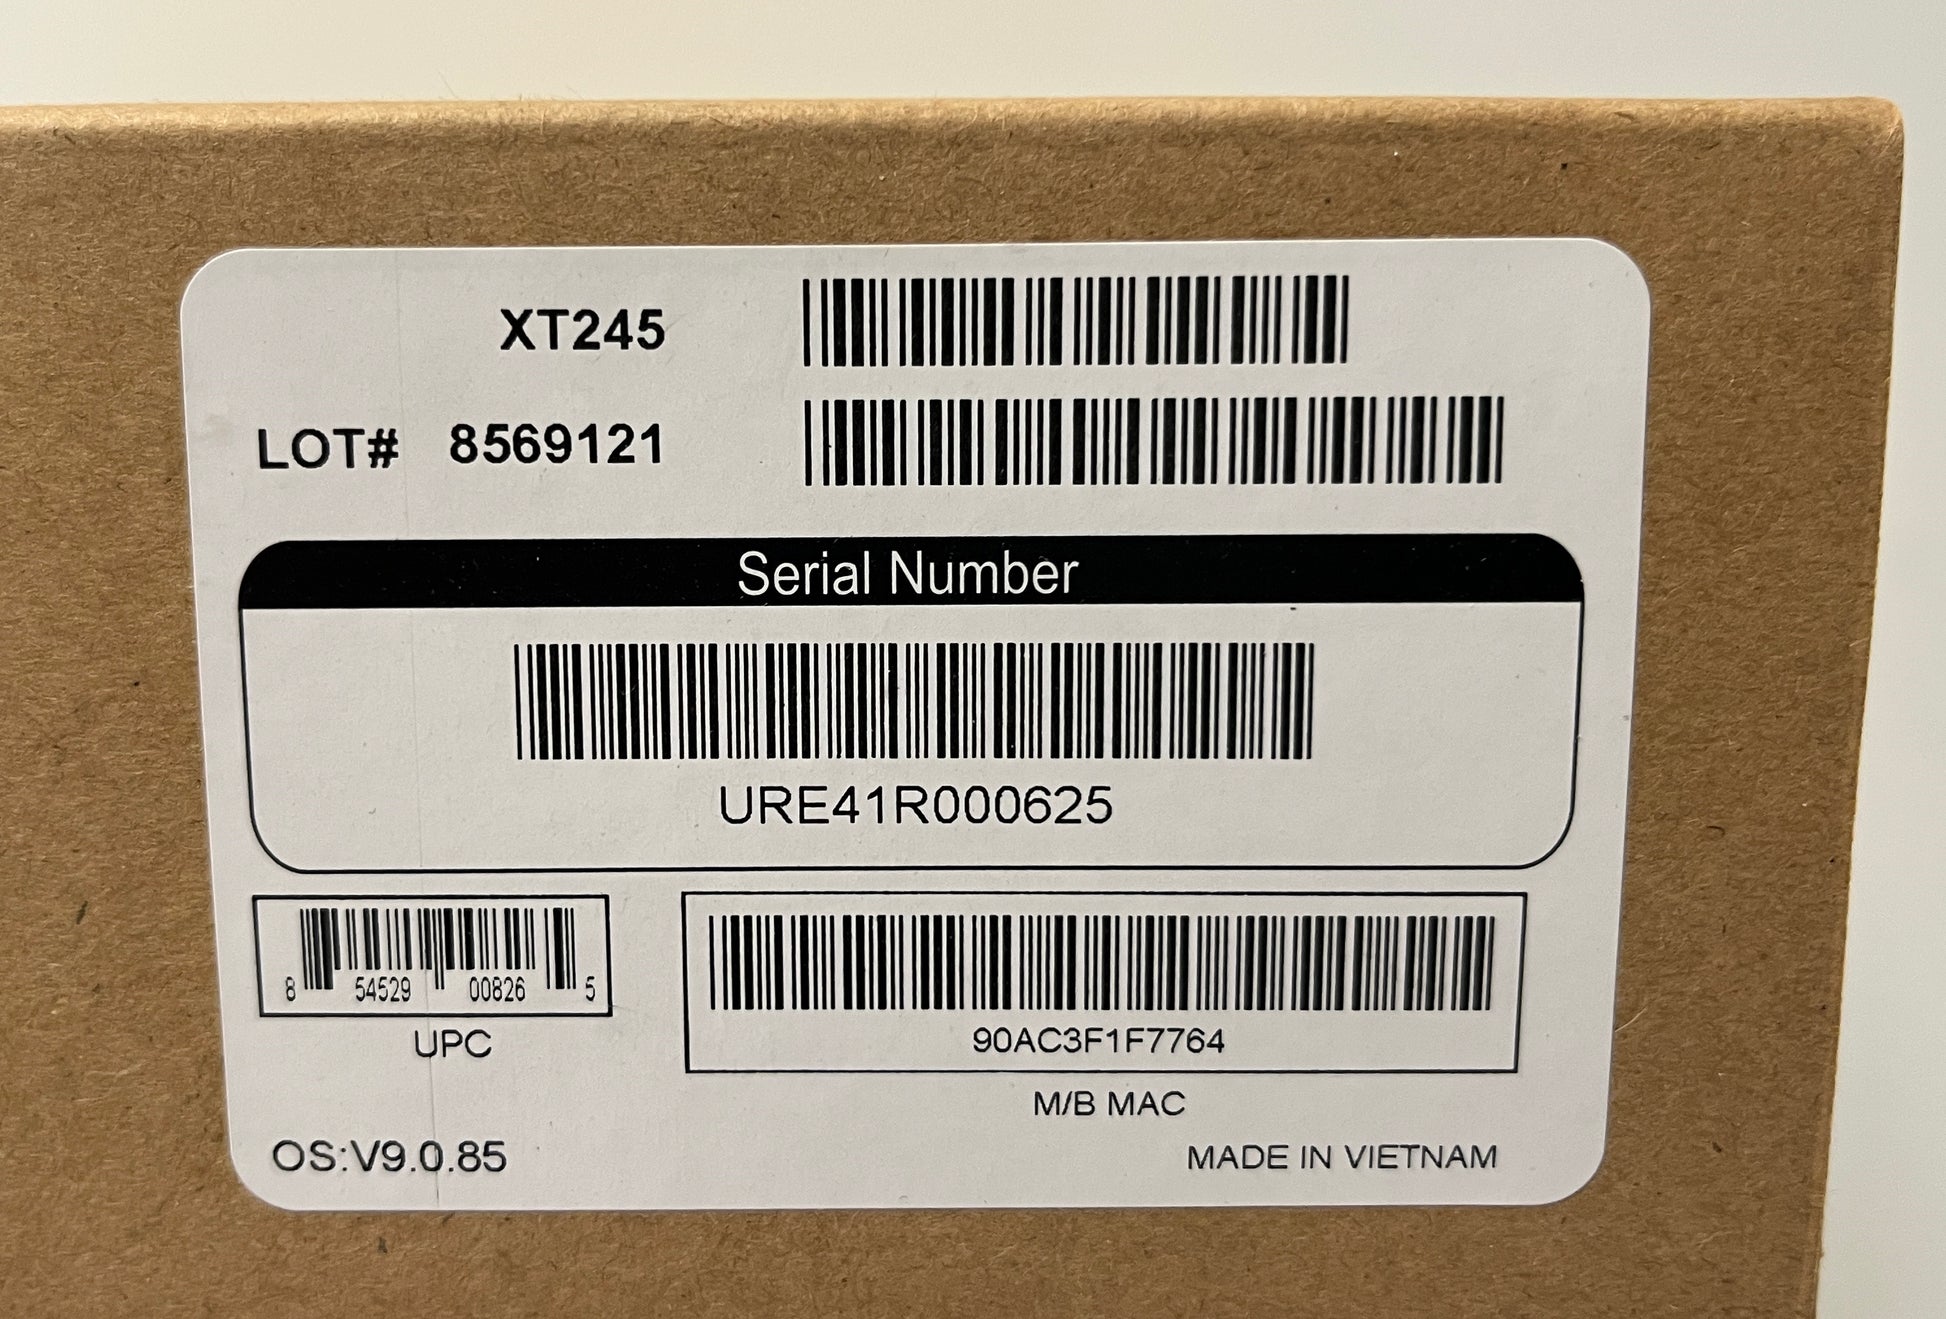 XT245
LOT# 8569121
Serial Number
URE41R000625
8 54529 00826 5
UPC
90AC3F1F7764
M/B MAC
OS:V9.0.85
MADE IN VIETNAM